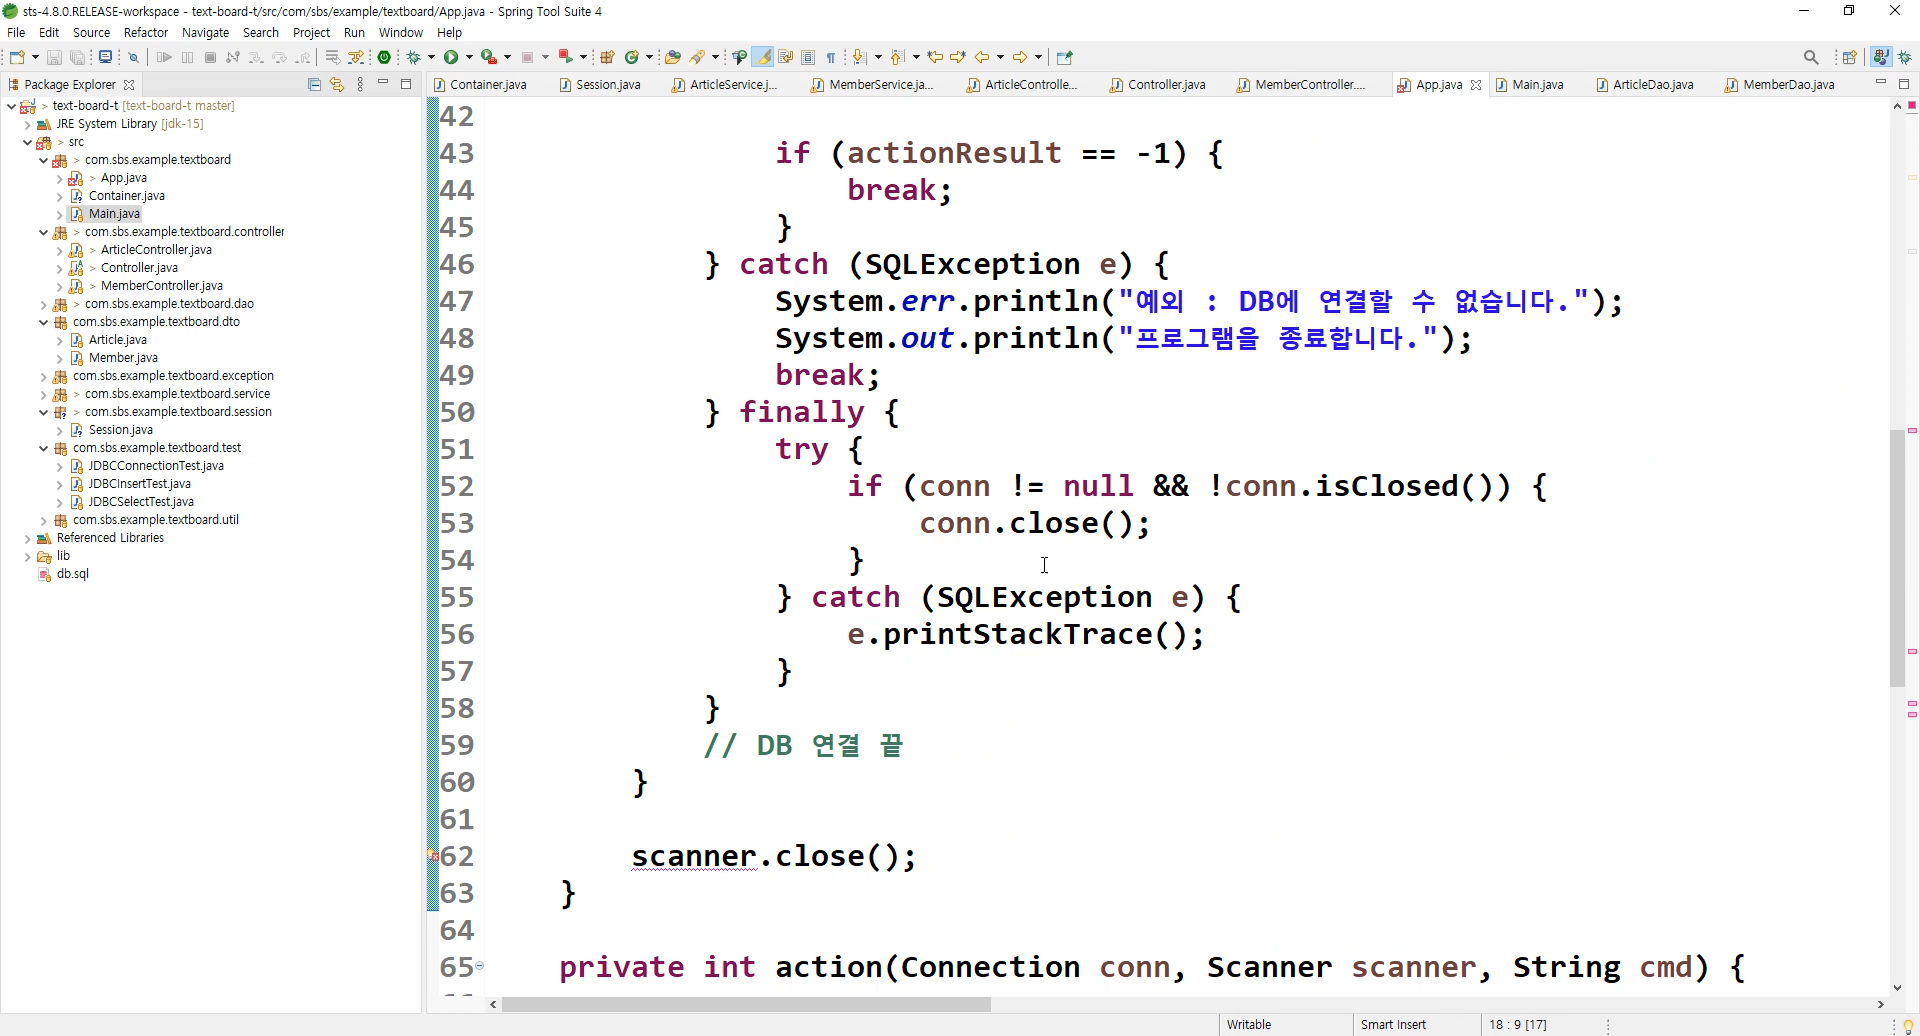 sts-4.8.0.RELEASE-workspace - text-board-t/src/com/sbs/example/textboard/App.java - Spring Tool Suite 4
File Edit Source Refactor Navigate Search Project Run Window Help
Package Explorer
Container.java Session.java ArticleService.j... MemberService.ja... ArticleControlle... Controller.java MemberController.... App.java Main.java ArticleDao.java MemberDao.java
> text-board-t [text-board-t master]
JRE System Library [jdk-15]
> src
> com.sbs.example.textboard
> App.java
Container.java
Main.java
> com.sbs.example.textboard.controller
> ArticleController.java
> Controller.java
> MemberController.java
> com.sbs.example.textboard.dao
com.sbs.example.textboard.dto
Article.java
Member.java
com.sbs.example.textboard.exception
> com.sbs.example.textboard.service
> com.sbs.example.textboard.session
Session.java
com.sbs.example.textboard.test
JDBCConnectionTest.java
JDBCInsertTest.java
JDBCSelectTest.java
com.sbs.example.textboard.util
Referenced Libraries
lib
db.sql
42
43 if (actionResult == -1) {
44 break;
45 }
46 } catch (SQLException e) {
47 System.err.println("예외 : DB에 연결할 수 없습니다.");
48 System.out.println("프로그램을 종료합니다.");
49 break;
50 } finally {
51 try {
52 if (conn != null && !conn.isClosed()) {
53 conn.close();
54 }
55 } catch (SQLException e) {
56 e.printStackTrace();
57 }
58 }
59 // DB 연결 끝
60 }
61
62 scanner.close();
63 }
64
65 private int action(Connection conn, Scanner scanner, String cmd) {
Writable Smart Insert 18 : 9 [17]